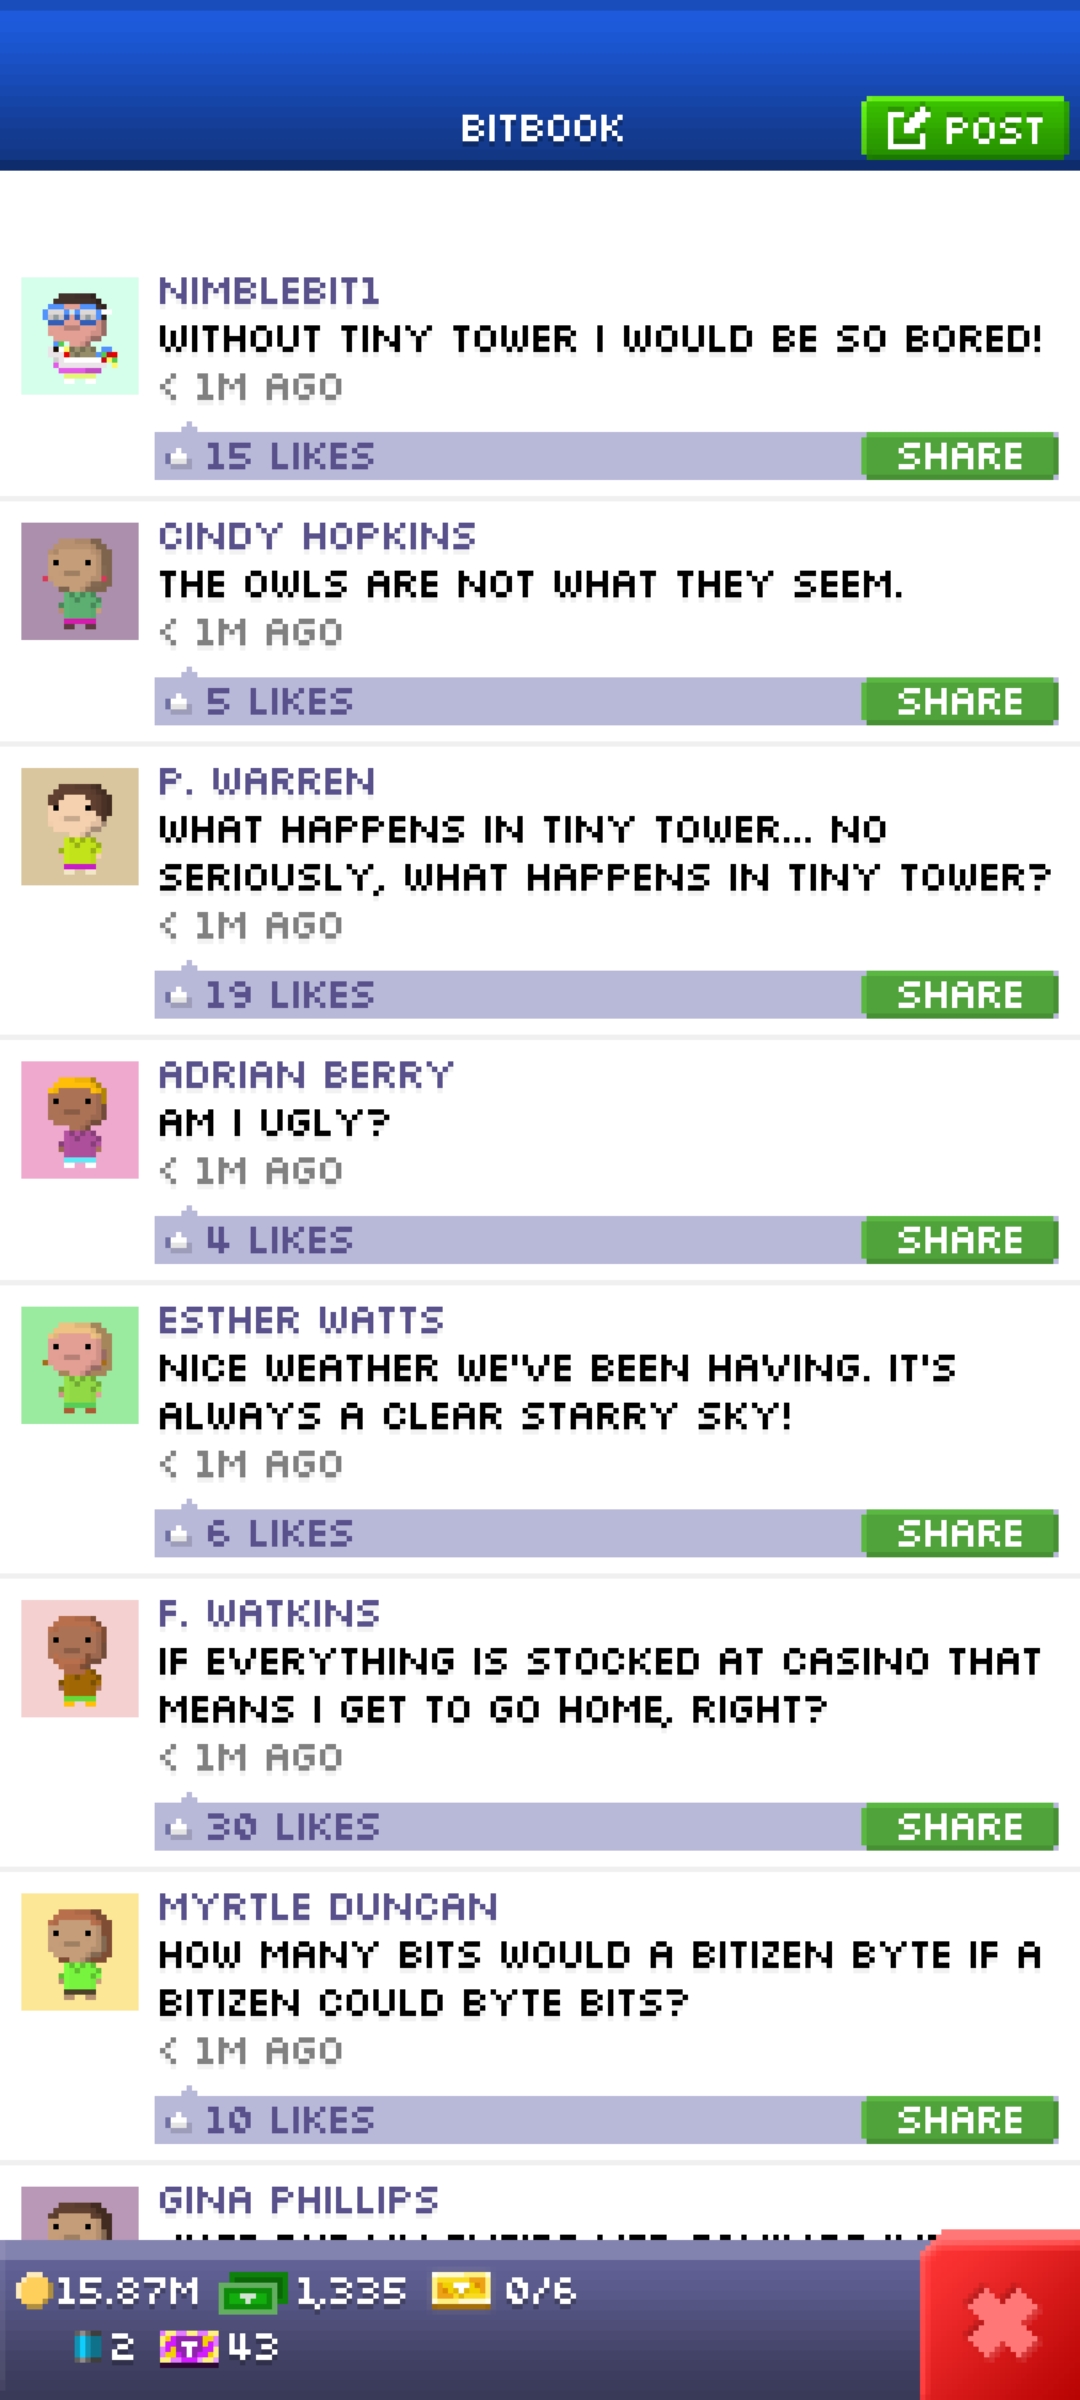 BITBOOK
POST
NIMBLEBIT1
WITHOUT TINY TOWER I WOULD BE SO BORED!
< 1M AGO
15 LIKES
SHARE
CINDY HOPKINS
THE OWLS ARE NOT WHAT THEY SEEM.
< 1M AGO
5 LIKES
SHARE
P. WARREN
WHAT HAPPENS IN TINY TOWER... NO
SERIOUSLY, WHAT HAPPENS IN TINY TOWER?
< 1M AGO
19 LIKES
SHARE
ADRIAN BERRY
AM I UGLY?
< 1M AGO
4 LIKES
SHARE
ESTHER WATTS
NICE WEATHER WE'VE BEEN HAVING. IT'S
ALWAYS A CLEAR STARRY SKY!
< 1M AGO
6 LIKES
SHARE
F. WATKINS
IF EVERYTHING IS STOCKED AT CASINO THAT
MEANS I GET TO GO HOME, RIGHT?
< 1M AGO
30 LIKES
SHARE
MYRTLE DUNCAN
HOW MANY BITS WOULD A BITIZEN BYTE IF A
BITIZEN COULD BYTE BITS?
< 1M AGO
10 LIKES
SHARE
GINA PHILLIPS
15.87M 1,335 0/6
2 T 43